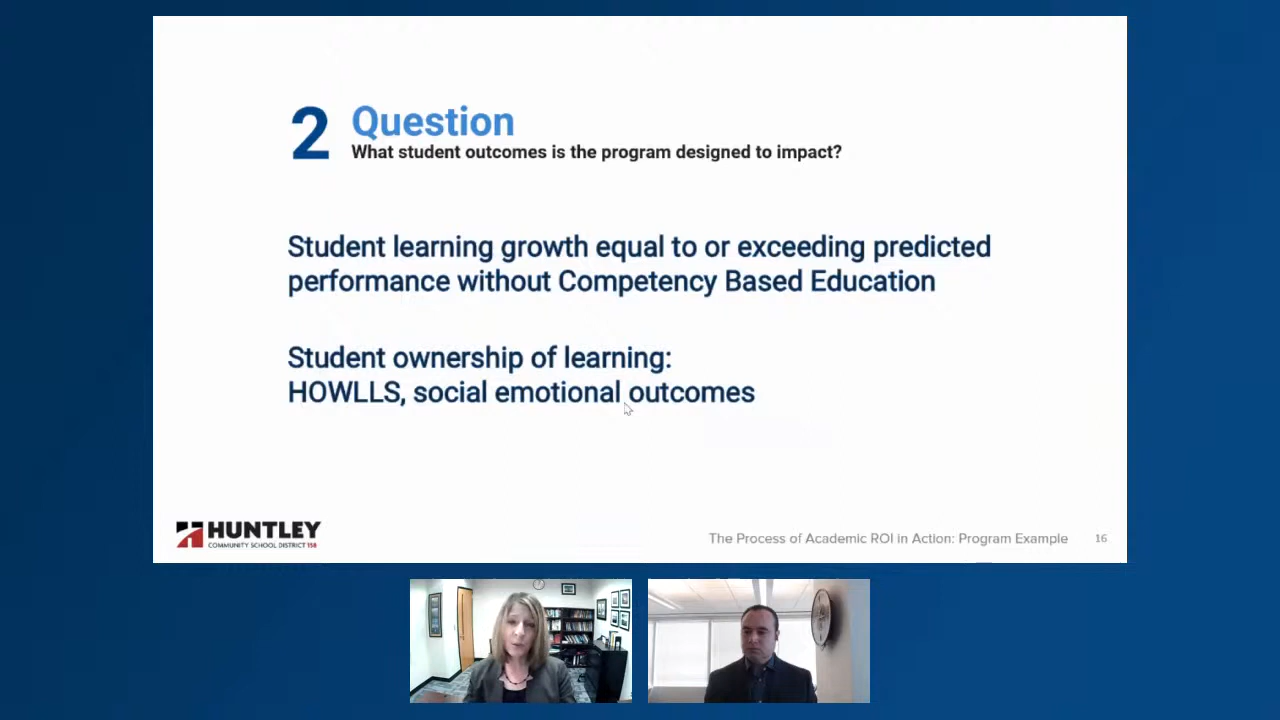 2 Question
What student outcomes is the program designed to impact?
Student learning growth equal to or exceeding predicted
performance without Competency Based Education
Student ownership of learning:
HOWLLS, social emotional outcomes
HUNTLEY
COMMUNITY SCHOOL DISTRICT 158
The Process of Academic ROI in Action: Program Example 16